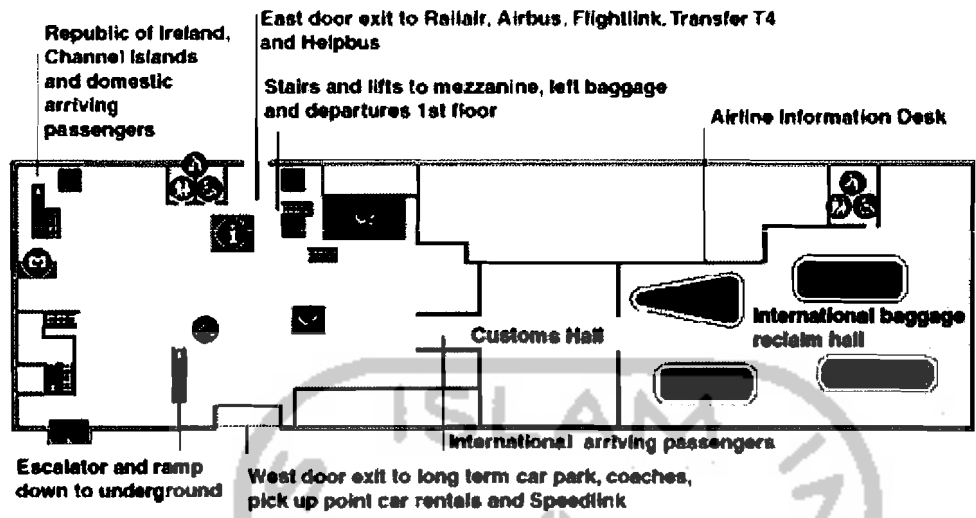 East door exit to Railair, Airbus, Flightlink, Transfer T4
and Helpbus
Republic of Ireland,
Channel Islands
and domestic
arriving
passengers
Stairs and lifts to mezzanine, left baggage
and departures 1st floor
Airline Information Desk
i
International baggage
reclaim hall
Customs Hall
ISLAM
International arriving passengers
Escalator and ramp
down to underground
West door exit to long term car park, coaches,
pick up point car rentals and Speedlink